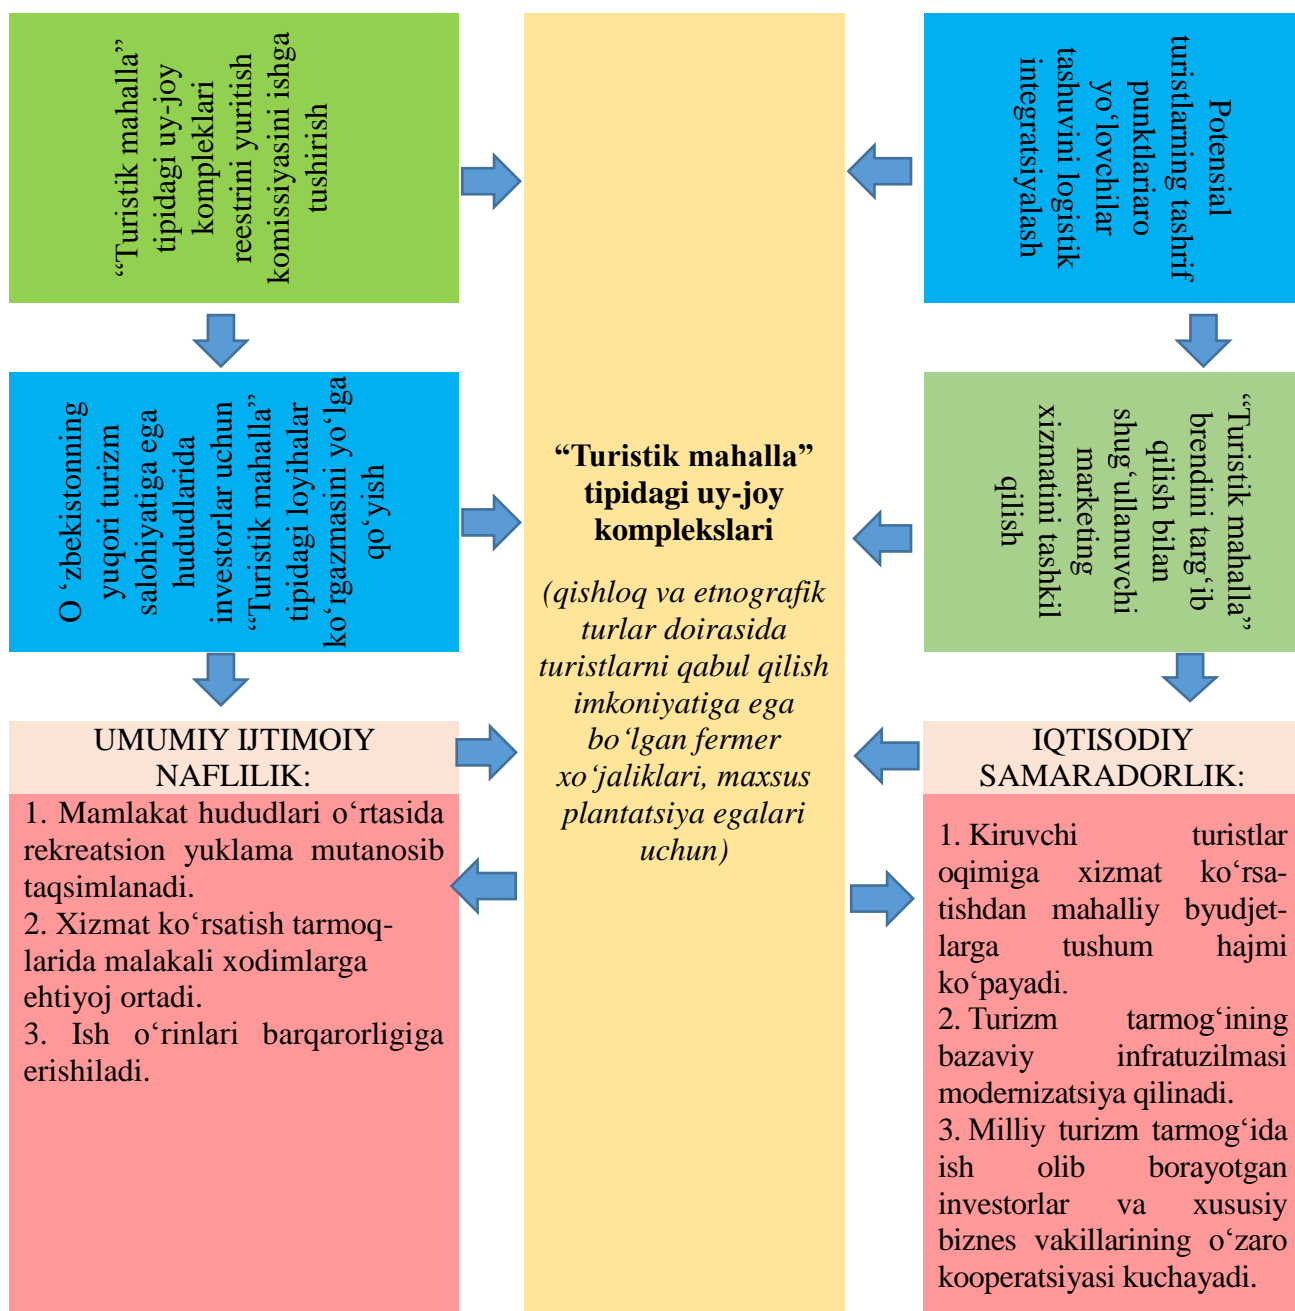 “Turistik mahalla”
tipidagi uy-joy
kompleklari
reestrini yuritish
komissiyasini ishga
tushirish
Potensial
turistlarning tashrif
punktlariaro
yo‘lovchilar
tashuvini logistik
integratsiyalash
O‘zbekistonning
yuqori turizm
salohiyatiga ega
hududlarida
investorlar uchun
“Turistik mahalla”
tipidagi loyihalar
ko‘rgazmasini yo‘lga
qo‘yish
“Turistik mahalla”
tipidagi uy-joy
komplekslari
(qishloq va etnografik
turlar doirasida
turistlarni qabul qilish
imkoniyatiga ega
bo‘lgan fermer
xo‘jaliklari, maxsus
plantatsiya egalari
uchun)
“Turistik mahalla”
brendini targ‘ib
qilish bilan
shug‘ullanuvchi
marketing
xizmatini tashkil
qilish
UMUMIY IJTIMOIY
NAFLILIK:
1. Mamlakat hududlari o‘rtasida
rekreatsion yuklama mutanosib
taqsimlanadi.
2. Xizmat ko‘rsatish tarmoq-
larida malakali xodimlarga
ehtiyoj ortadi.
3. Ish o‘rinlari barqarorligiga
erishiladi.
IQTISODIY
SAMARADORLIK:
1. Kiruvchi turistlar
oqimiga xizmat ko‘rsa-
tishdan mahalliy byudjet-
larga tushum hajmi
ko‘payadi.
2. Turizm tarmog‘ining
bazaviy infratuzilmasi
modernizatsiya qilinadi.
3. Milliy turizm tarmog‘ida
ish olib borayotgan
investorlar va xususiy
biznes vakillarining o‘zaro
kooperatsiyasi kuchayadi.